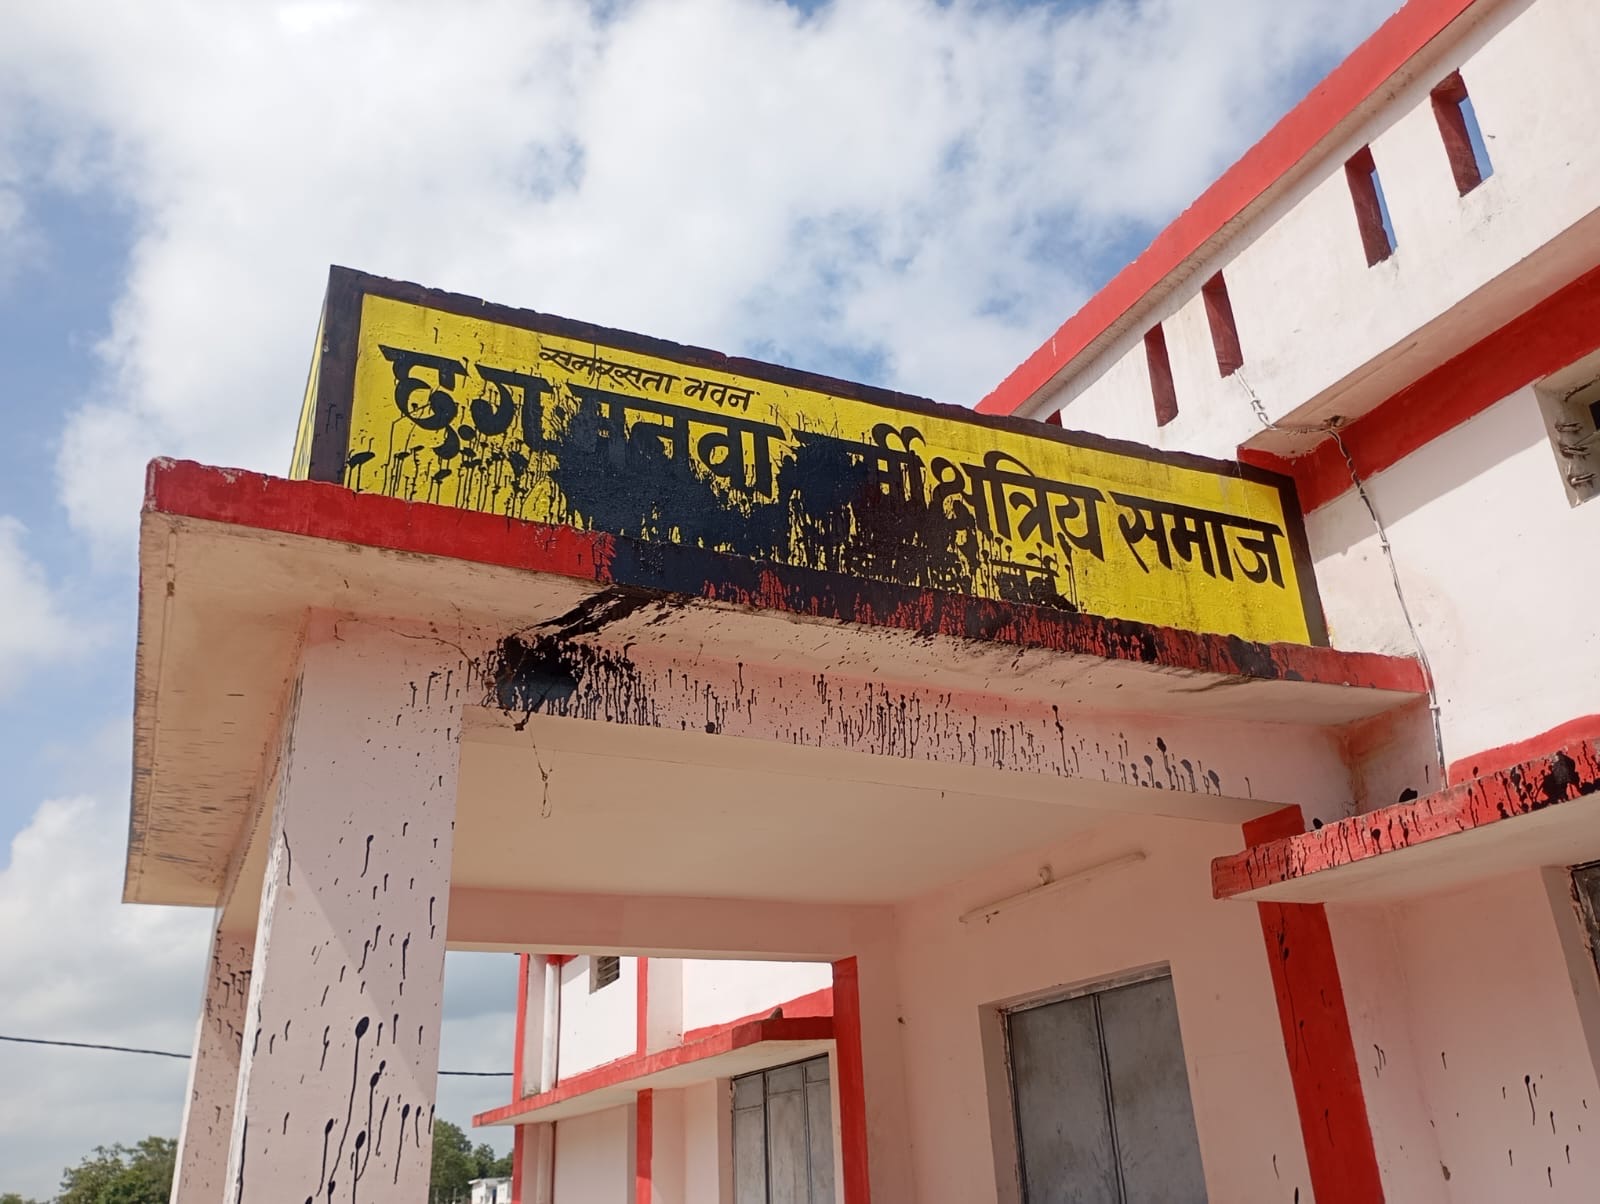 समरसता भवन
छ.ग. मनवा कुर्मी क्षत्रिय समाज